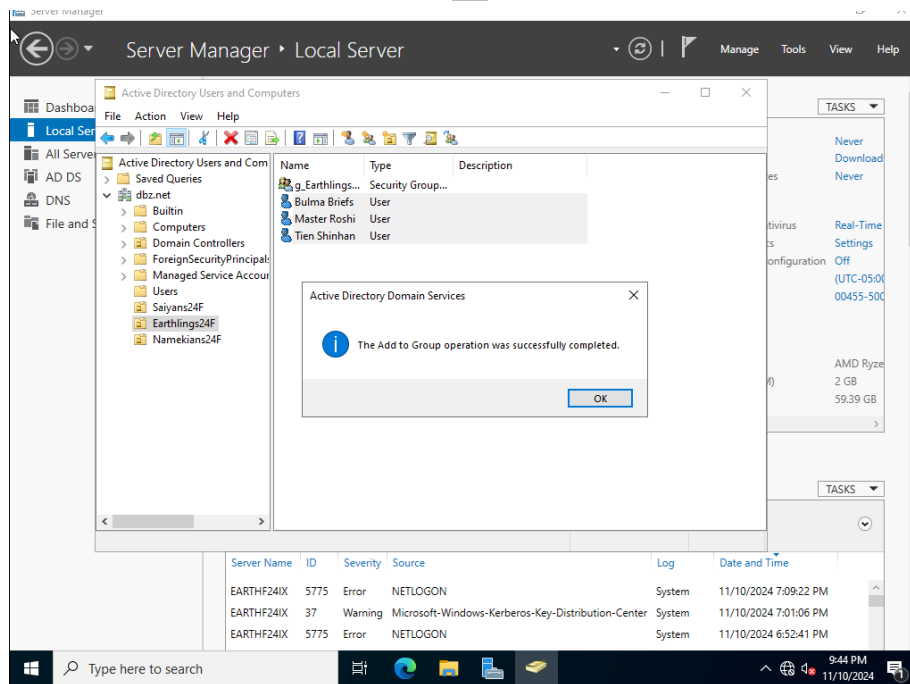 Server Manager
Server Manager ‣ Local Server
Manage Tools View Help
Active Directory Users and Computers
File Action View Help
Dashboa
Local Ser
All Server
AD DS
DNS
File and S
Active Directory Users and Com
Saved Queries
dbz.net
Builtin
Computers
Domain Controllers
ForeignSecurityPrincipals
Managed Service Accour
Users
Saiyans24F
Earthlings24F
Namekians24F
Name Type Description
g_Earthlings... Security Group...
Bulma Briefs User
Master Roshi User
Tien Shinhan User
Active Directory Domain Services
The Add to Group operation was successfully completed.
OK
TASKS
Never
Download
es Never
tivirus Real-Time
cs Settings
onfiguration Off
(UTC-05:00
00455-500
AMD Ryze
M) 2 GB
59.39 GB
TASKS
Server Name ID Severity Source Log Date and Time
EARTHF24IX 5775 Error NETLOGON System 11/10/2024 7:09:22 PM
EARTHF24IX 37 Warning Microsoft-Windows-Kerberos-Key-Distribution-Center System 11/10/2024 7:01:06 PM
EARTHF24IX 5775 Error NETLOGON System 11/10/2024 6:52:41 PM
Type here to search
9:44 PM
11/10/2024
1